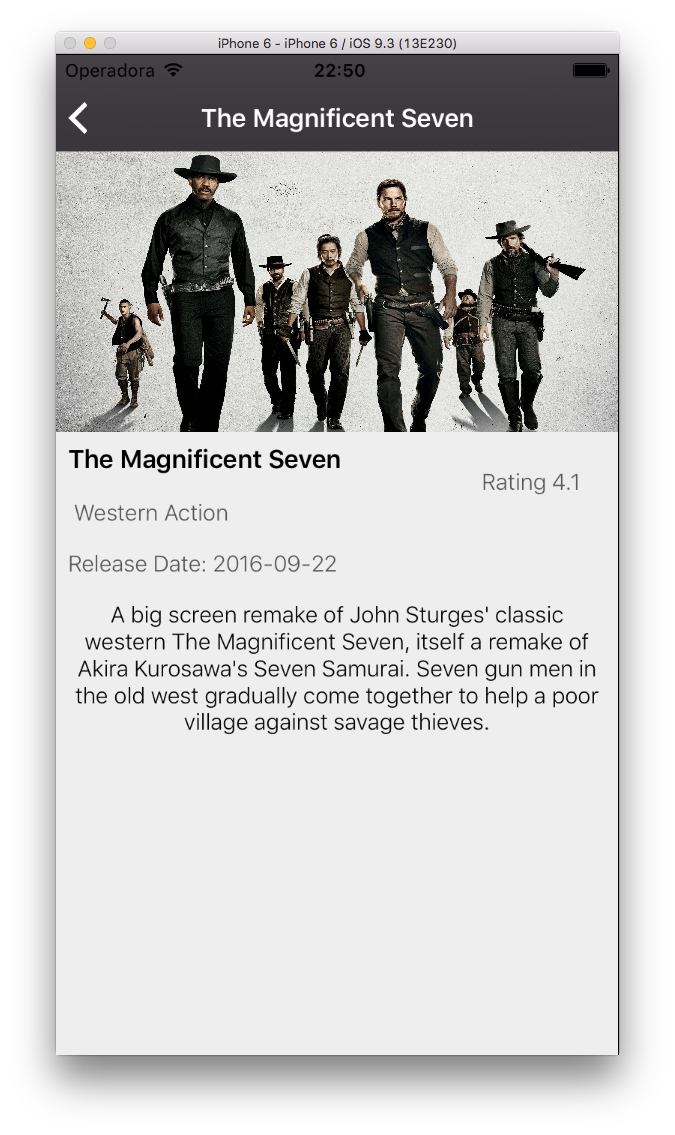 iPhone 6 - iPhone 6 / iOS 9.3 (13E230)
Operadora 22:50
The Magnificent Seven
The Magnificent Seven
Rating 4.1
Western Action
Release Date: 2016-09-22
A big screen remake of John Sturges' classic
western The Magnificent Seven, itself a remake of
Akira Kurosawa's Seven Samurai. Seven gun men in
the old west gradually come together to help a poor
village against savage thieves.